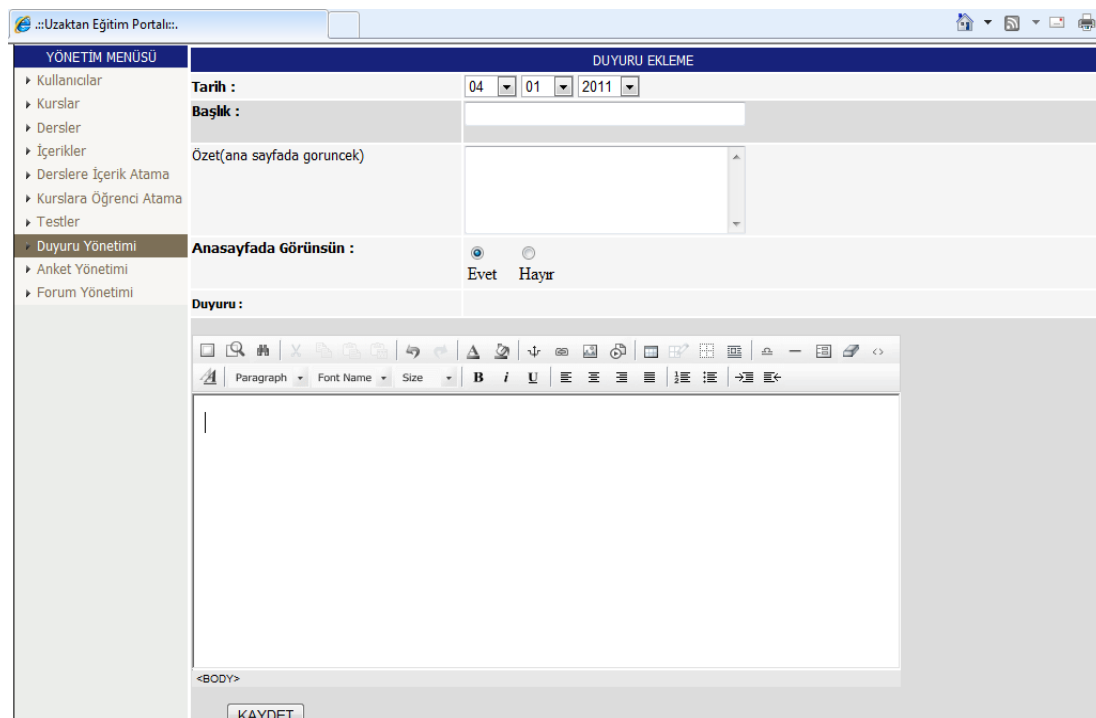 .::Uzaktan Eğitim Portalı::.
YÖNETİM MENÜSÜ
Kullanıcılar
Kurslar
Dersler
İçerikler
Derslere İçerik Atama
Kurslara Öğrenci Atama
Testler
Duyuru Yönetimi
Anket Yönetimi
Forum Yönetimi
DUYURU EKLEME
Tarih : 04 01 2011
Başlık :
Özet(ana sayfada goruncek)
Anasayfada Görünsün :
Evet Hayır
Duyuru :
Paragraph Font Name Size B i U
<BODY>
KAYDET